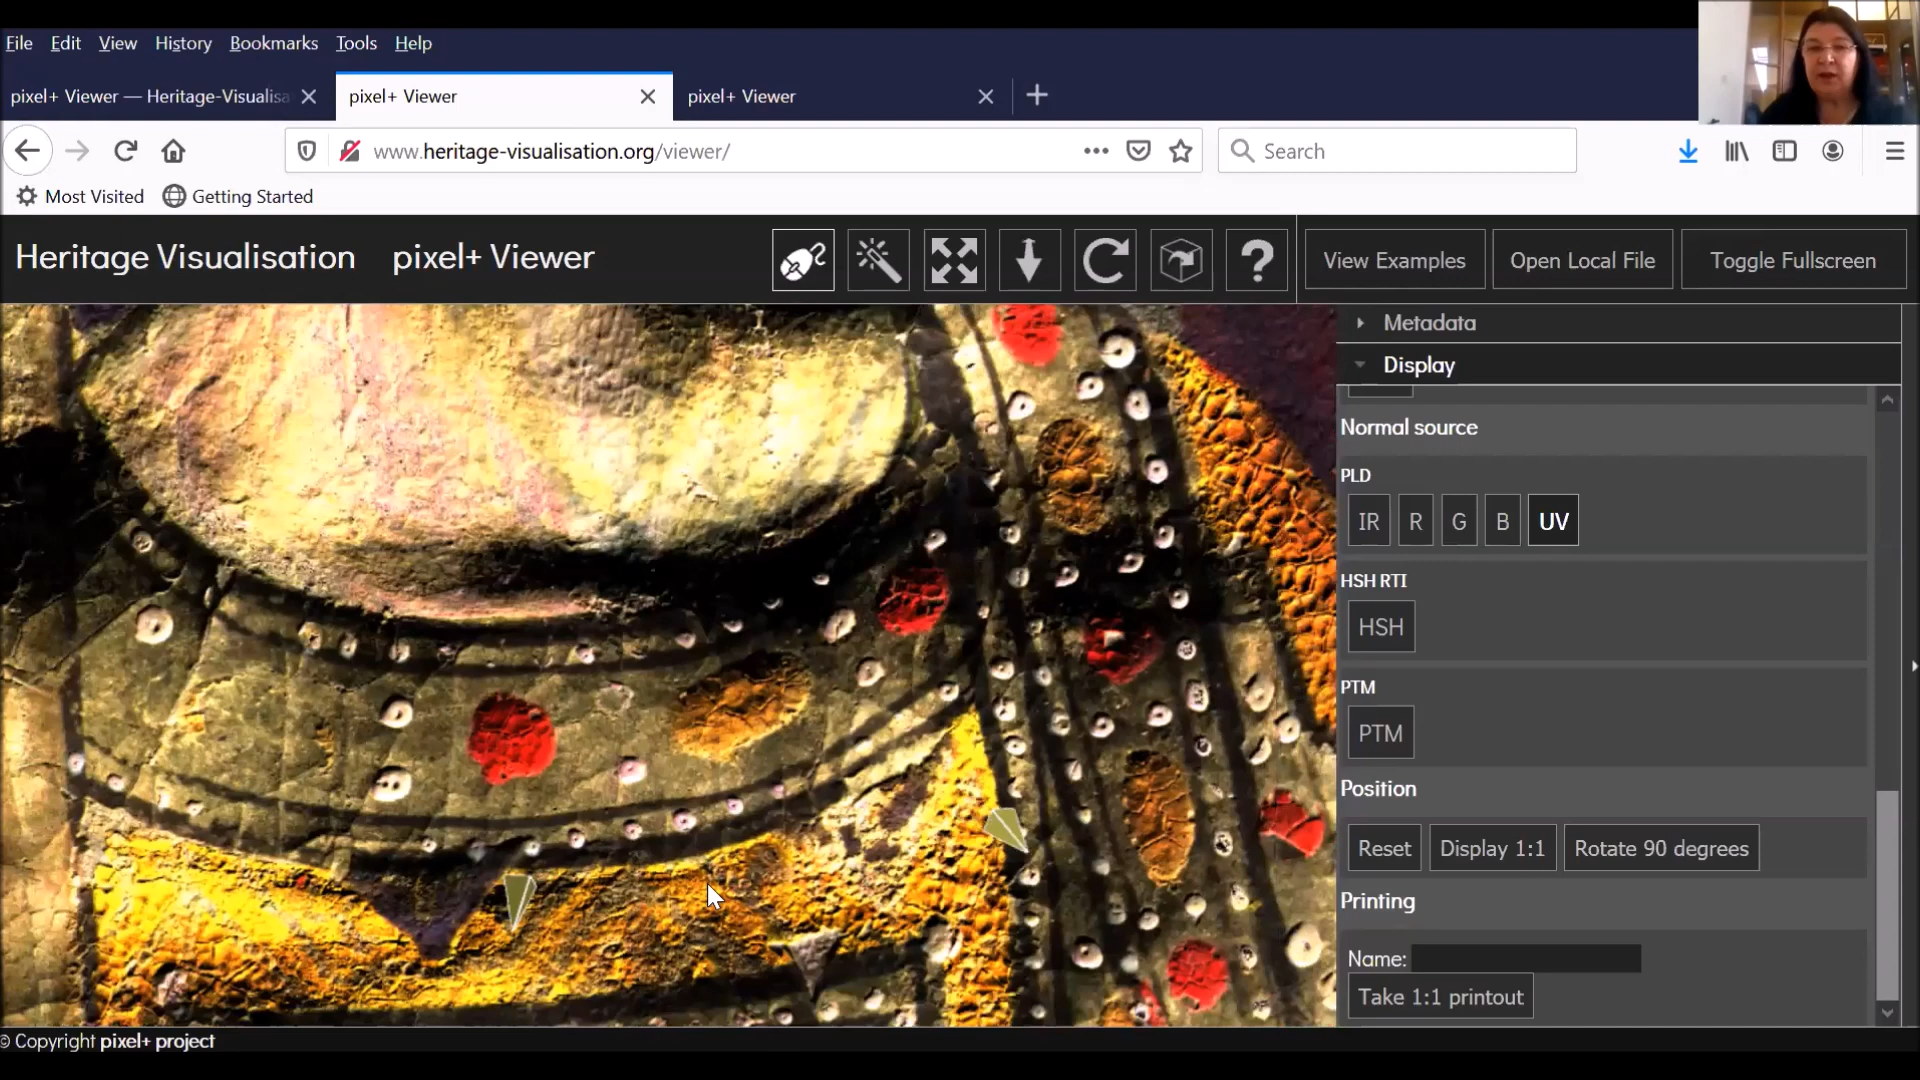 File Edit View History Bookmarks Tools Help
pixel+ Viewer — Heritage-Visualisa
pixel+ Viewer
pixel+ Viewer
www.heritage-visualisation.org/viewer/
Search
Most Visited Getting Started
Heritage Visualisation pixel+ Viewer
?
View Examples Open Local File Toggle Fullscreen
Metadata
Display
Normal source
PLD
IR R G B UV
HSH RTI
HSH
PTM
PTM
Position
Reset Display 1:1 Rotate 90 degrees
Printing
Name:
Take 1:1 printout
© Copyright pixel+ project